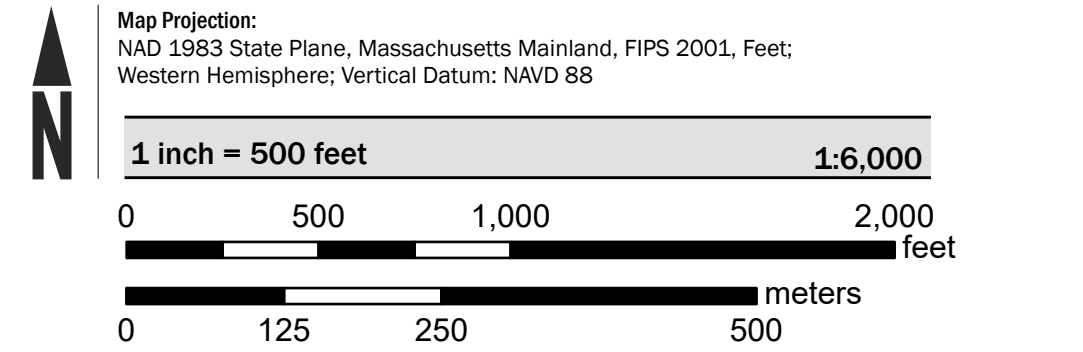 N
Map Projection:
NAD 1983 State Plane, Massachusetts Mainland, FIPS 2001, Feet;
Western Hemisphere; Vertical Datum: NAVD 88
1 inch = 500 feet 1:6,000
0 500 1,000 2,000
feet
meters
0 125 250 500